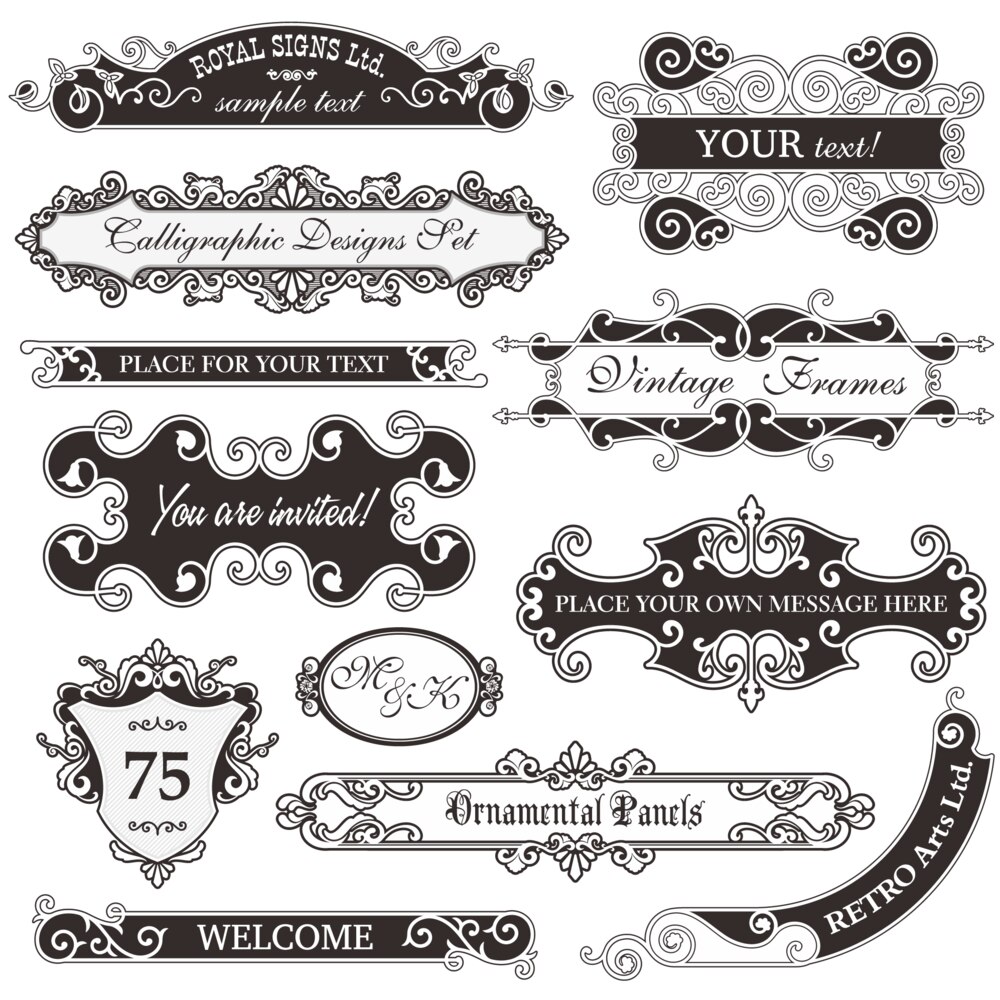 ROYAL SIGNS Ltd.
sample text
YOUR text!
Calligraphic Designs Set
PLACE FOR YOUR TEXT
Vintage Frames
You are invited!
PLACE YOUR OWN MESSAGE HERE
M&K
75
Ornamental Panels
RETRO Arts Ltd.
WELCOME